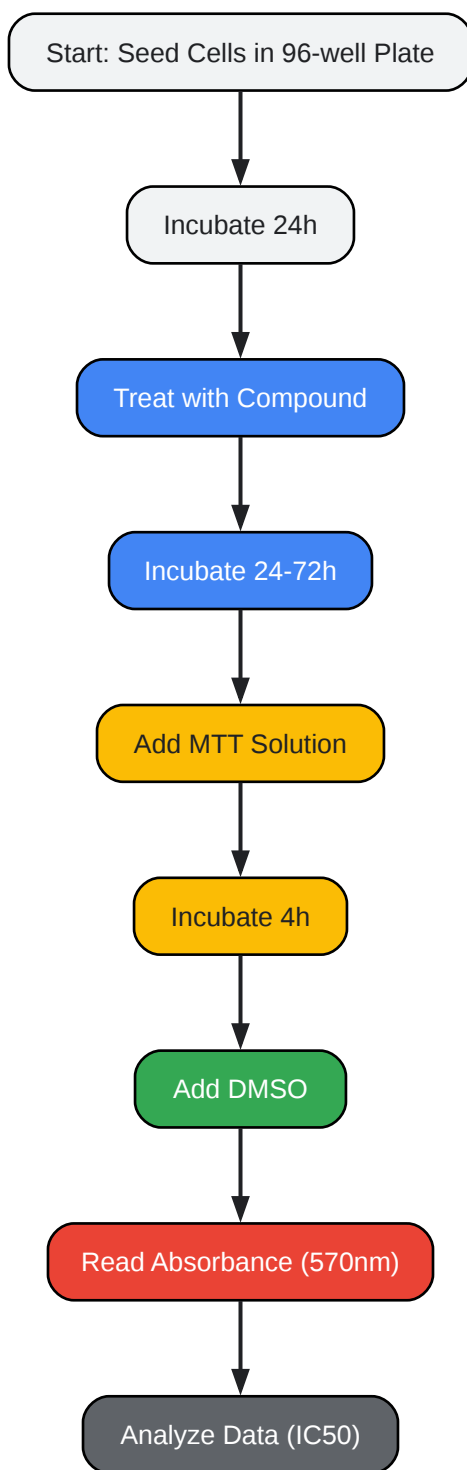 Start: Seed Cells in 96-well Plate
Incubate 24h
Treat with Compound
Incubate 24-72h
Add MTT Solution
Incubate 4h
Add DMSO
Read Absorbance (570nm)
Analyze Data (IC50)